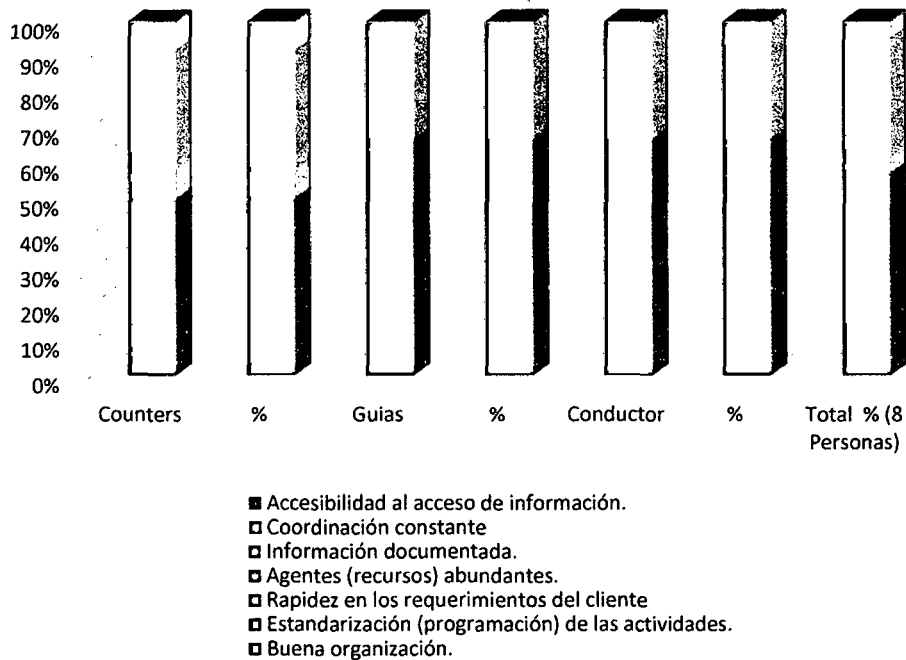 100%
90%
80%
70%
60%
50%
40%
30%
20%
10%
0%
Counters % Guias % Conductor % Total % (8
Personas)
Accesibilidad al acceso de información.
Coordinación constante
Información documentada.
Agentes (recursos) abundantes.
Rapidez en los requerimientos del cliente
Estandarización (programación) de las actividades.
Buena organización.